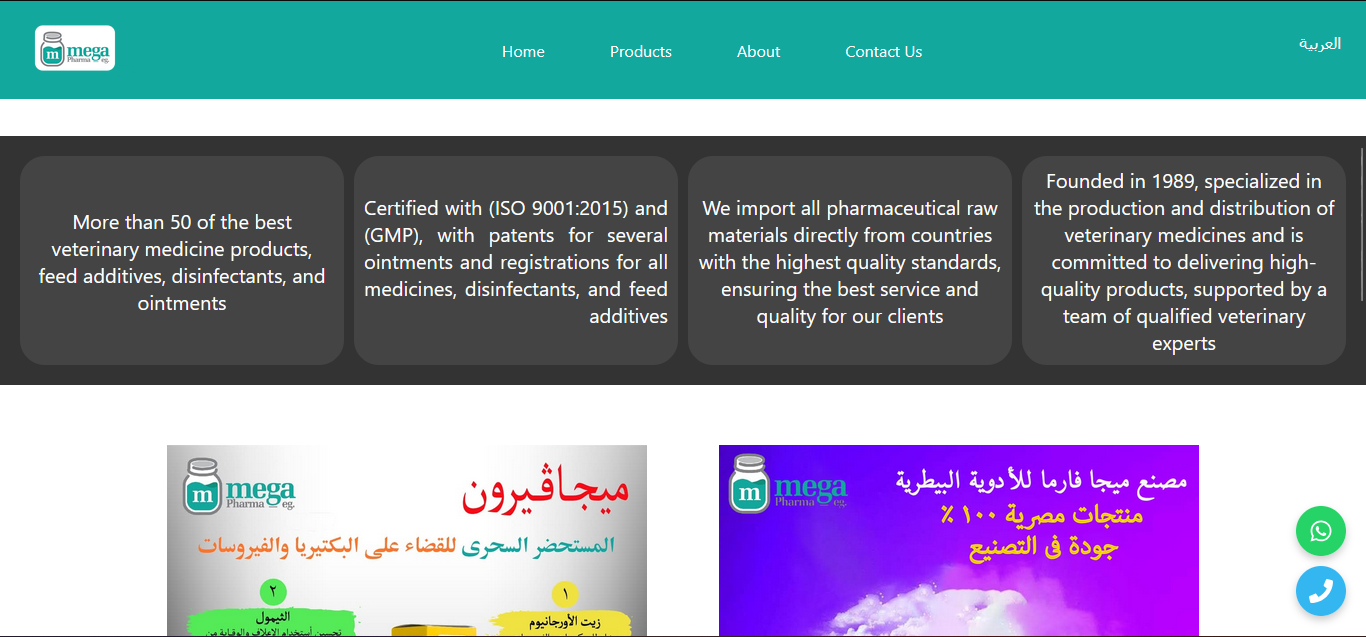 m mega
Pharma eg.
Home
Products
About
Contact Us
العربية
More than 50 of the best
veterinary medicine products,
feed additives, disinfectants, and
ointments
Certified with (ISO 9001:2015) and
(GMP), with patents for several
ointments and registrations for all
medicines, disinfectants, and feed
additives
We import all pharmaceutical raw
materials directly from countries
with the highest quality standards,
ensuring the best service and
quality for our clients
Founded in 1989, specialized in
the production and distribution of
veterinary medicines and is
committed to delivering high-
quality products, supported by a
team of qualified veterinary
experts
m mega
Pharma eg.
ميجاڤيرون
المستحضر السحرى للقضاء على البكتيريا والفيروسات
١
زيت الأورجانيوم
٢
الثيمول
تحسين أستخدام الإعلاف والوقاية من
m mega
Pharma eg.
مصنع ميجا فارما للأدوية البيطرية
منتجات مصرية ١٠٠ ٪
جودة فى التصنيع